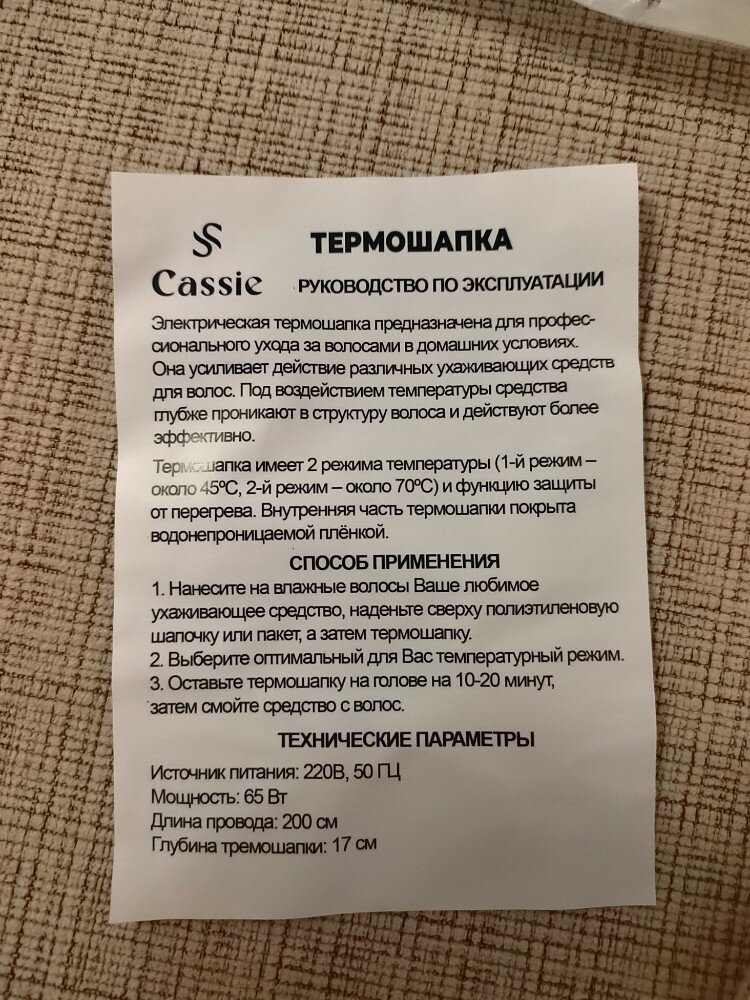 ТЕРМОШАПКА
Cassie
РУКОВОДСТВО ПО ЭКСПЛУАТАЦИИ
Электрическая термошапка предназначена для профес-
сионального ухода за волосами в домашних условиях.
Она усиливает действие различных ухаживающих средств
для волос. Под воздействием температуры средства
глубже проникают в структуру волоса и действуют более
эффективно.
Термошапка имеет 2 режима температуры (1-й режим –
около 45ºС, 2-й режим – около 70ºС) и функцию защиты
от перегрева. Внутренняя часть термошапки покрыта
водонепроницаемой плёнкой.
СПОСОБ ПРИМЕНЕНИЯ
1. Нанесите на влажные волосы Ваше любимое
ухаживающее средство, наденьте сверху полиэтиленовую
шапочку или пакет, а затем термошапку.
2. Выберите оптимальный для Вас температурный режим.
3. Оставьте термошапку на голове на 10-20 минут,
затем смойте средство с волос.
ТЕХНИЧЕСКИЕ ПАРАМЕТРЫ
Источник питания: 220В, 50 ГЦ
Мощность: 65 Вт
Длина провода: 200 см
Глубина тремошапки: 17 см